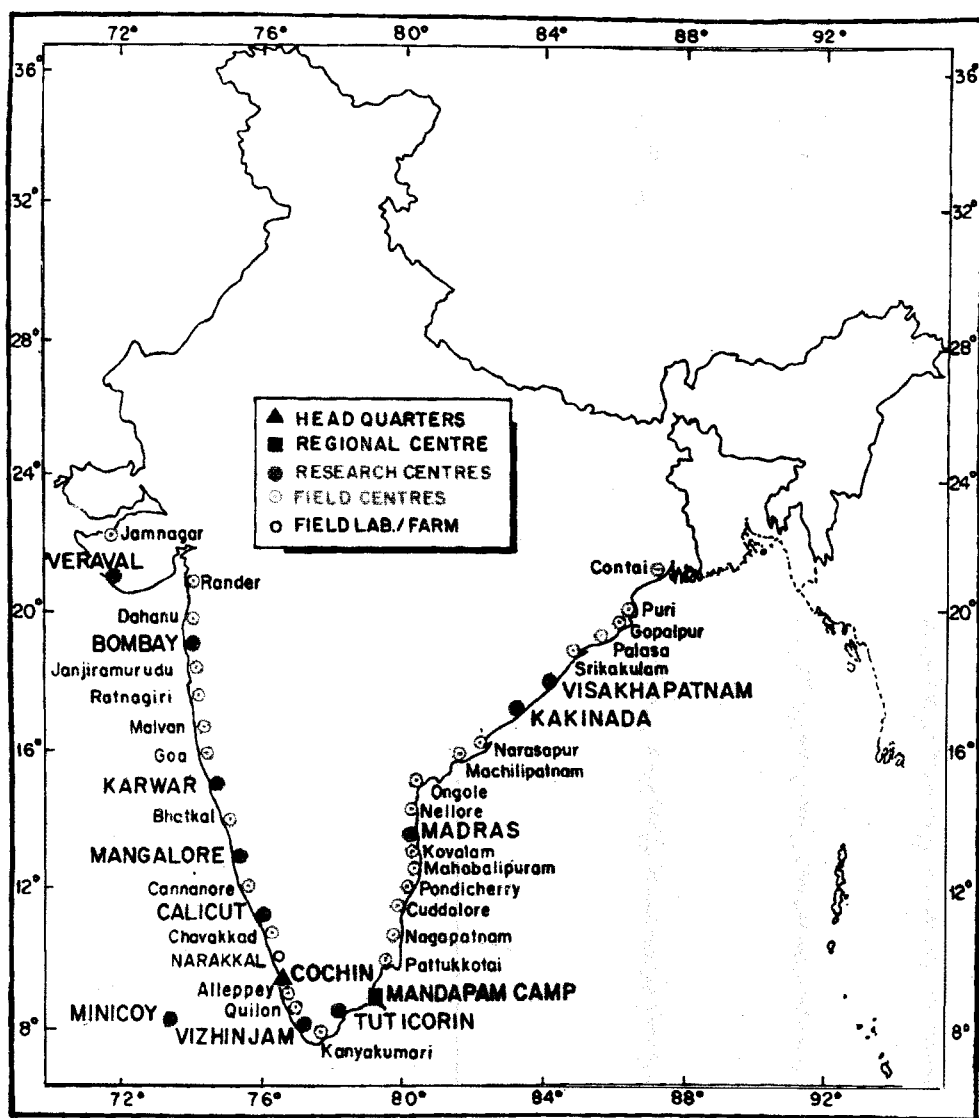 72° 76° 80° 84° 88° 92°
36° 36°
32° 32°
28° 28°
▲ HEAD QUARTERS
■ REGIONAL CENTRE
● RESEARCH CENTRES
FIELD CENTRES
FIELD LAB./FARM
24° 24°
Jamnagar
VERAVAL
Rander
Contai
20° 20°
Dahanu
Puri
BOMBAY
Gopalpur
Palasa
Janjiramurudu
Srikakulam
Ratnagiri
VISAKHAPATNAM
KAKINADA
Malvan
Goa
Narasapur
16° 16°
Machilipatnam
KARWAR
Ongole
Bhatkal
Nellore
MADRAS
MANGALORE
Kovalam
Mahabalipuram
12° 12°
Cannanore
Pondicherry
CALICUT
Cuddalore
Chavakkad
Nagapatnam
NARAKKAL
Pattukkotai
COCHIN
Alleppey
MANDAPAM CAMP
Quilon
MINICOY
TUTICORIN
8° 8°
VIZHINJAM
Kanyakumari
72° 76° 80° 84° 88° 92°